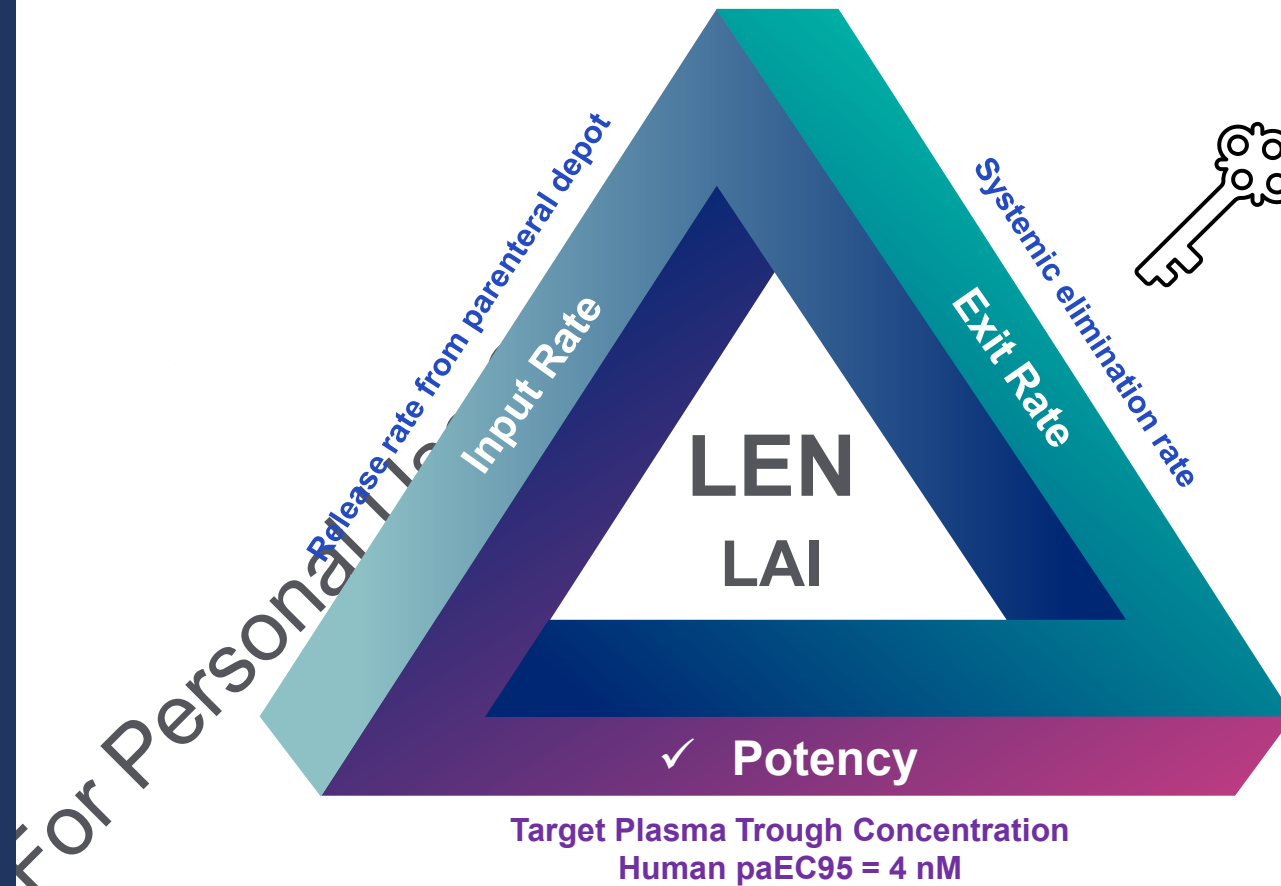 Release rate from parenteral depot
Input Rate
Systemic elimination rate
Exit Rate
LEN
LAI
✓ Potency
Target Plasma Trough Concentration
Human paEC95 = 4 nM
For Personal